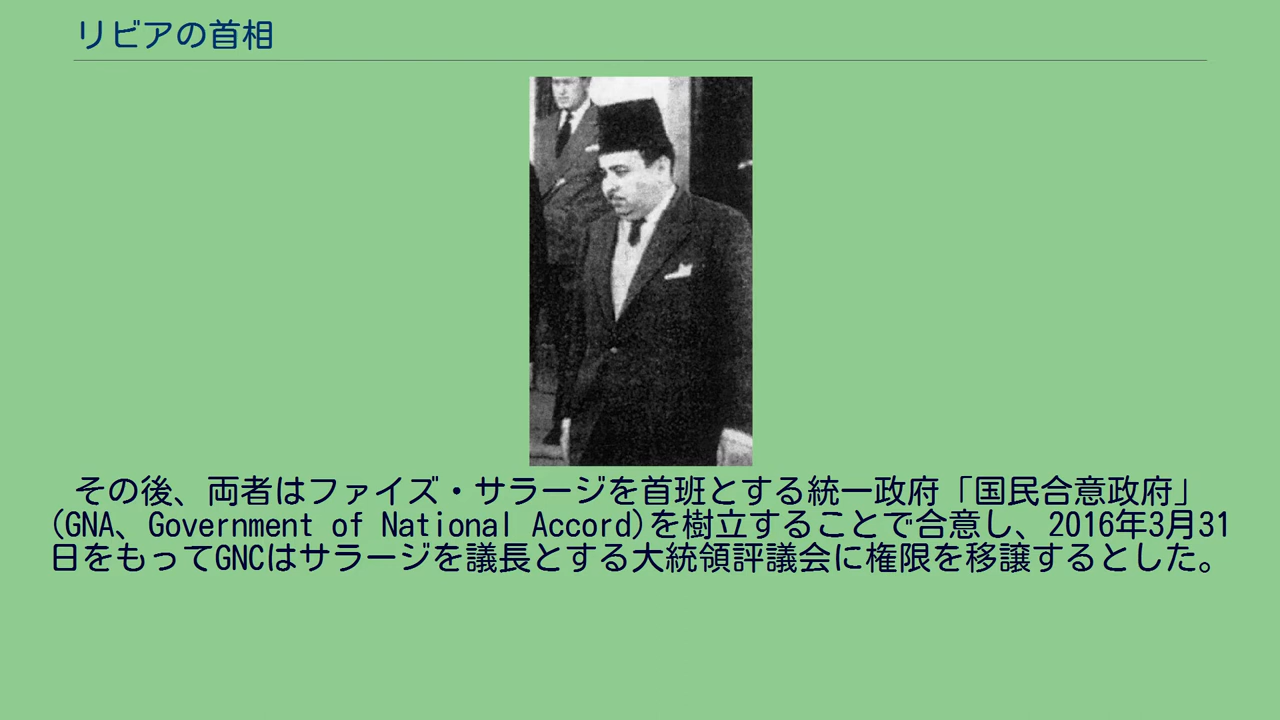 リビアの首相
その後、両者はファイズ・サラージを首班とする統一政府「国民合意政府」
(GNA、Government of National Accord)を樹立することで合意し、2016年3月31
日をもってGNCはサラージを議長とする大統領評議会に権限を移譲するとした。